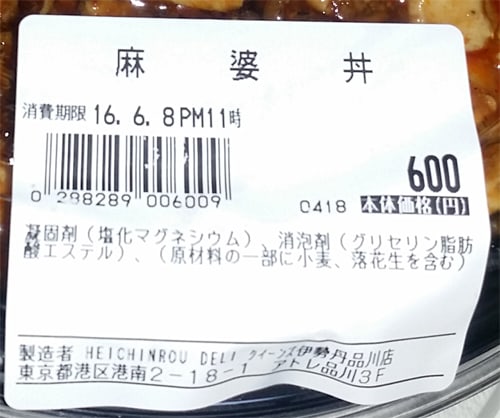 麻婆丼
消費期限 16. 6. 8PM11時
600
0 288289 006009
0418 本体価格(円)
凝固剤（塩化マグネシウム）、消泡剤（グリセリン脂肪
酸エステル）、（原材料の一部に小麦、落花生を含む）
製造者 HEICHINROU DELI クイーンズ伊勢丹品川店
東京都港区港南2－18－1 アトレ品川3F